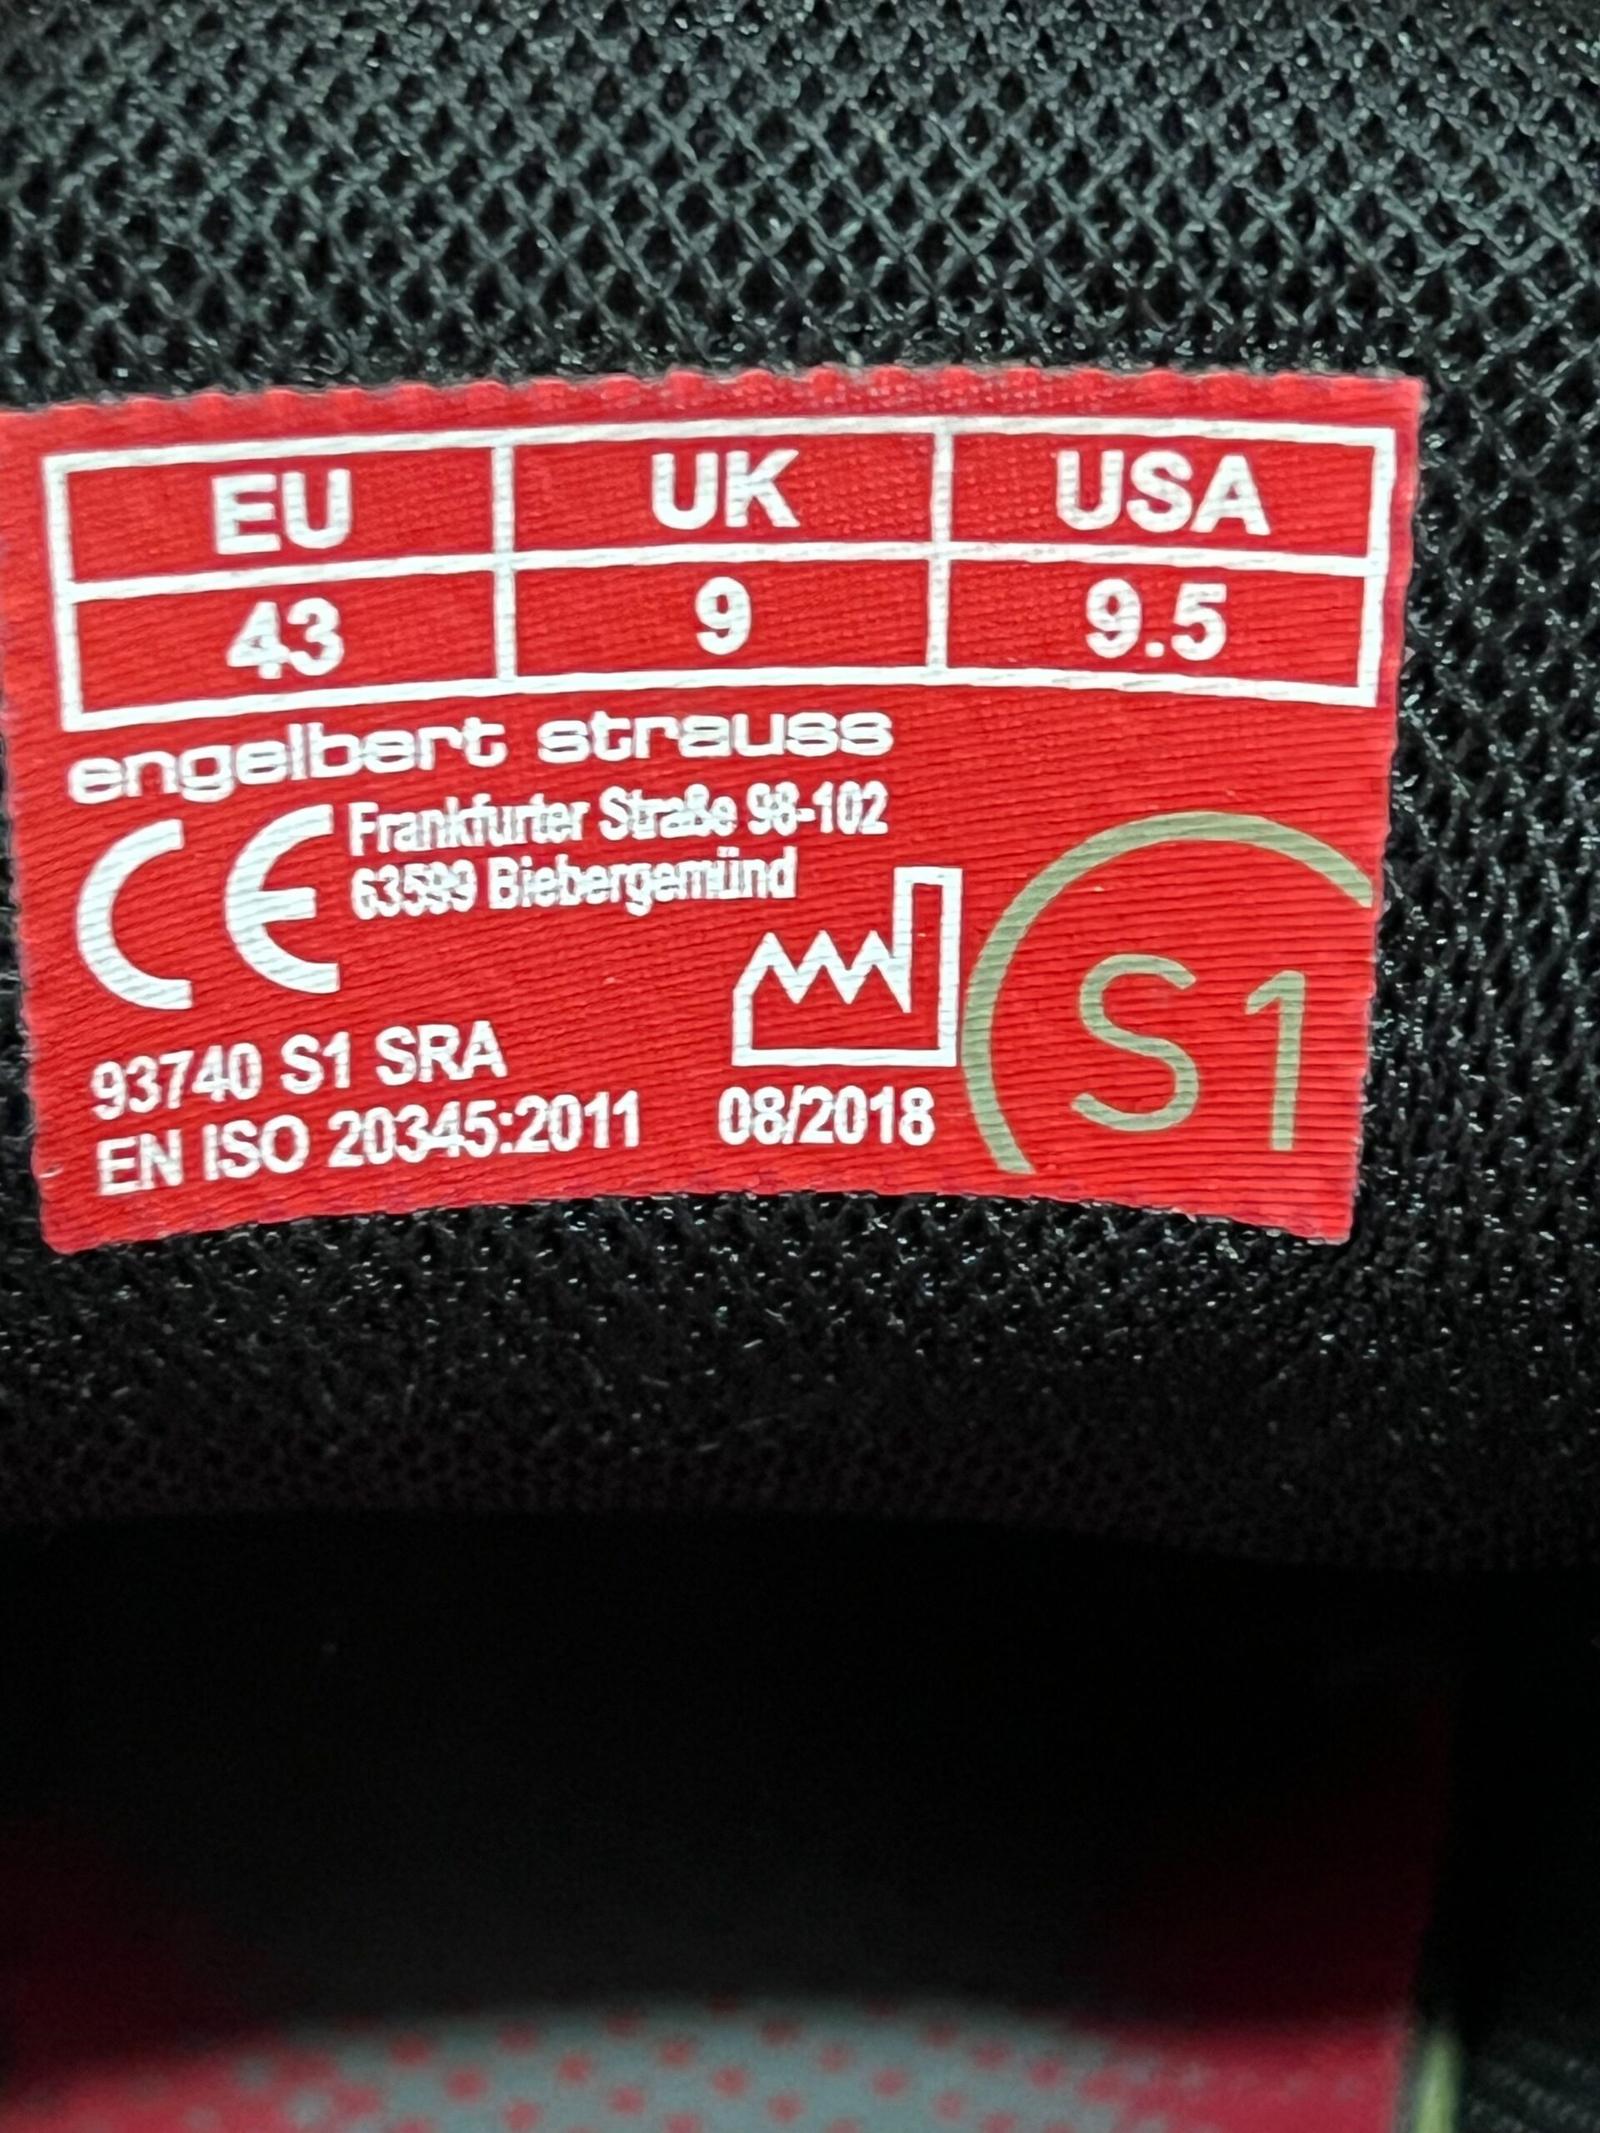 EU UK USA
43 9 9.5
engelbert strauss
CE Frankfurter Straße 98-102
63599 Biebergemünd
93740 S1 SRA
EN ISO 20345:2011
08/2018
S1